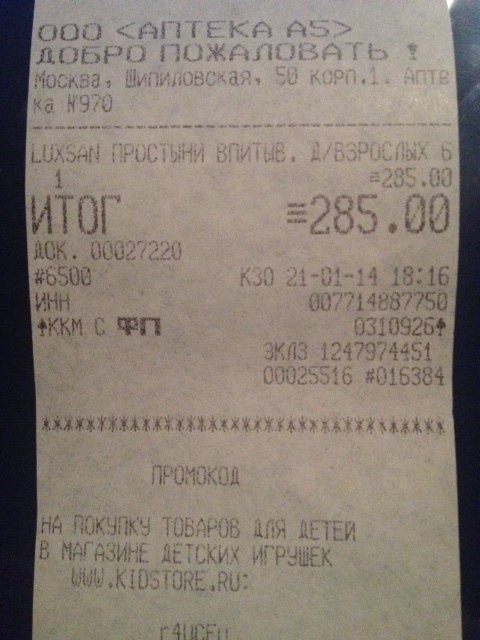 ООО <АПТЕКА А5>
ДОБРО ПОЖАЛОВАТЬ !
Москва, Шипиловская, 50 корп.1. Апте
ка №970
LUXSAN ПРОСТЫНИ ВПИТЫВ. Д/ВЗРОСЛЫХ 6
1 ≡285.00
ИТОГ ≡285.00
ДОК. 00027220
#6500 К30 21-01-14 18:16
ИНН 007714887750
ККМ С ФП 0310926
ЭКЛЗ 1247974451
00025516 #016384
************************************
ПРОМОКОД
НА ПОКУПКУ ТОВАРОВ ДЛЯ ДЕТЕЙ
В МАГАЗИНЕ ДЕТСКИХ ИГРУШЕК
WWW.KIDSTORE.RU: